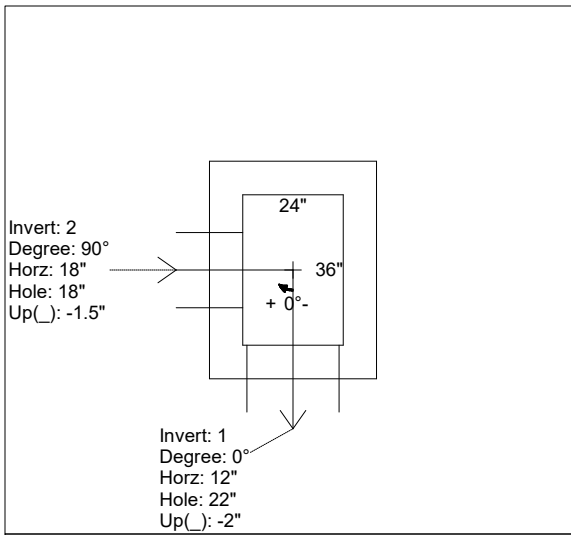 24"
Invert: 2
Degree: 90°
Horz: 18"
Hole: 18"
Up(_): -1.5"
36"
+ 0°-
Invert: 1
Degree: 0°
Horz: 12"
Hole: 22"
Up(_): -2"